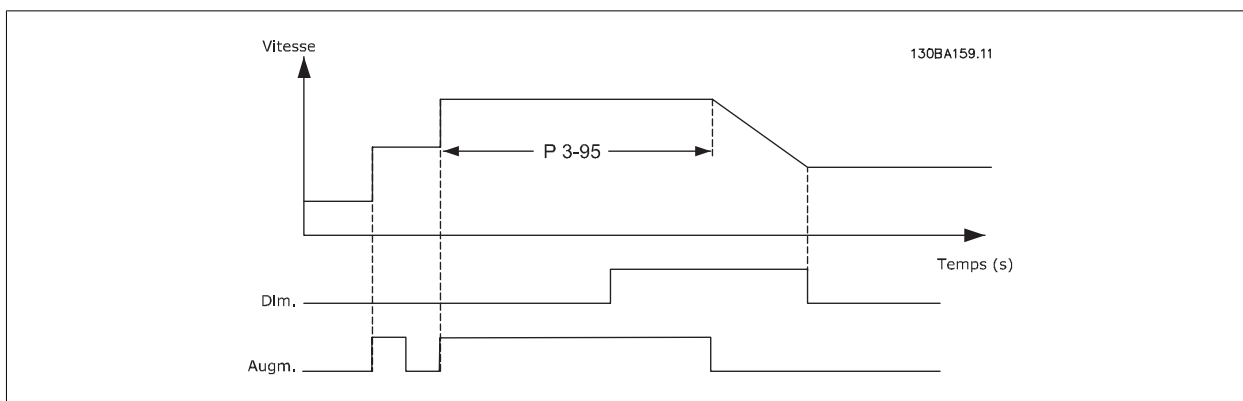 Vitesse
130BA159.11
P 3-95
Temps (s)
DIm.
Augm.